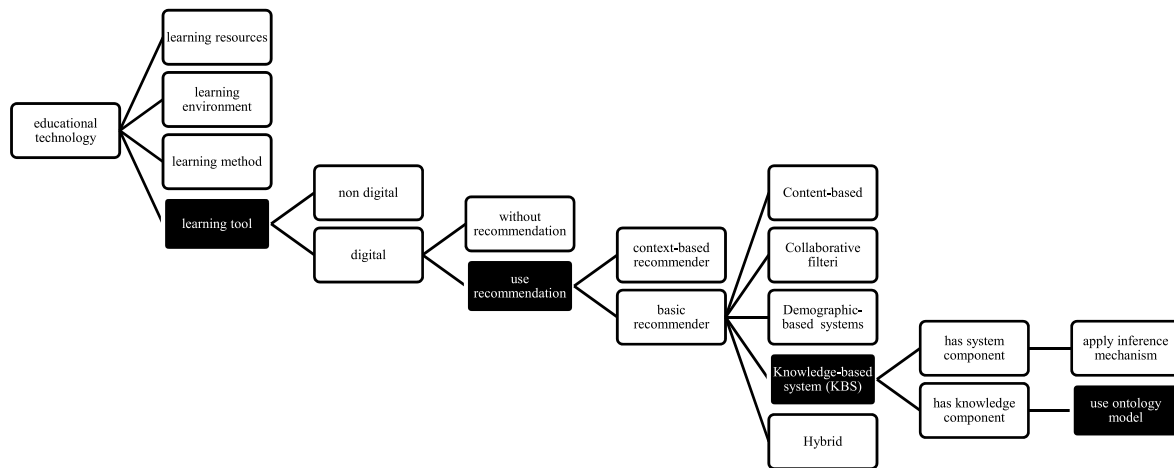 learning resources
learning
environment
educational
technology
learning method
learning tool
non digital
digital
without
recommendation
use
recommendation
context-based
recommender
basic
recommender
Content-based
Collaborative
filteri
Demographic-
based systems
Knowledge-based
system (KBS)
Hybrid
has system
component
apply inference
mechanism
has knowledge
component
use ontology
model